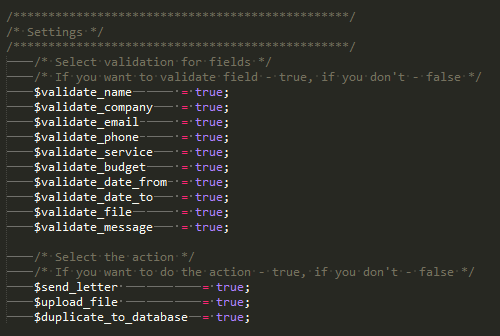 /************************************************/
/* Settings */
/************************************************/
/* Select validation for fields */
/* If you want to validate field - true, if you don't - false */
$validate_name = true;
$validate_company = true;
$validate_email = true;
$validate_phone = true;
$validate_service = true;
$validate_budget = true;
$validate_date_from = true;
$validate_date_to = true;
$validate_file = true;
$validate_message = true;
/* Select the action */
/* If you want to do the action - true, if you don't - false */
$send_letter = true;
$upload_file = true;
$duplicate_to_database = true;